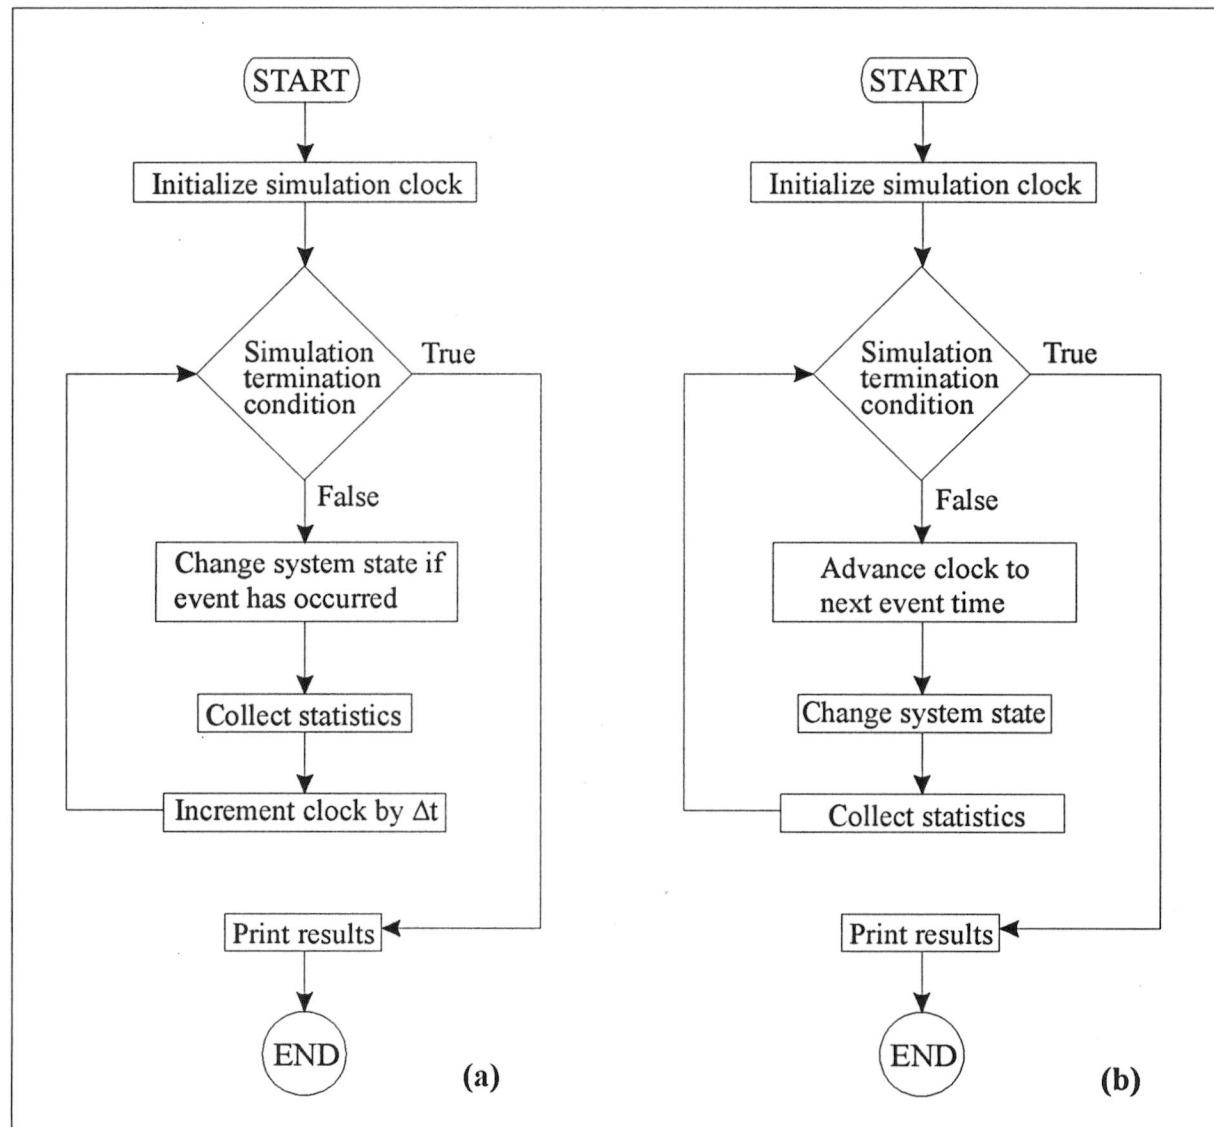 START
Initialize simulation clock
Simulation
termination
condition
True
False
Change system state if
event has occurred
Collect statistics
Increment clock by Δt
Print results
END
(a)
START
Initialize simulation clock
Simulation
termination
condition
True
False
Advance clock to
next event time
Change system state
Collect statistics
Print results
END
(b)